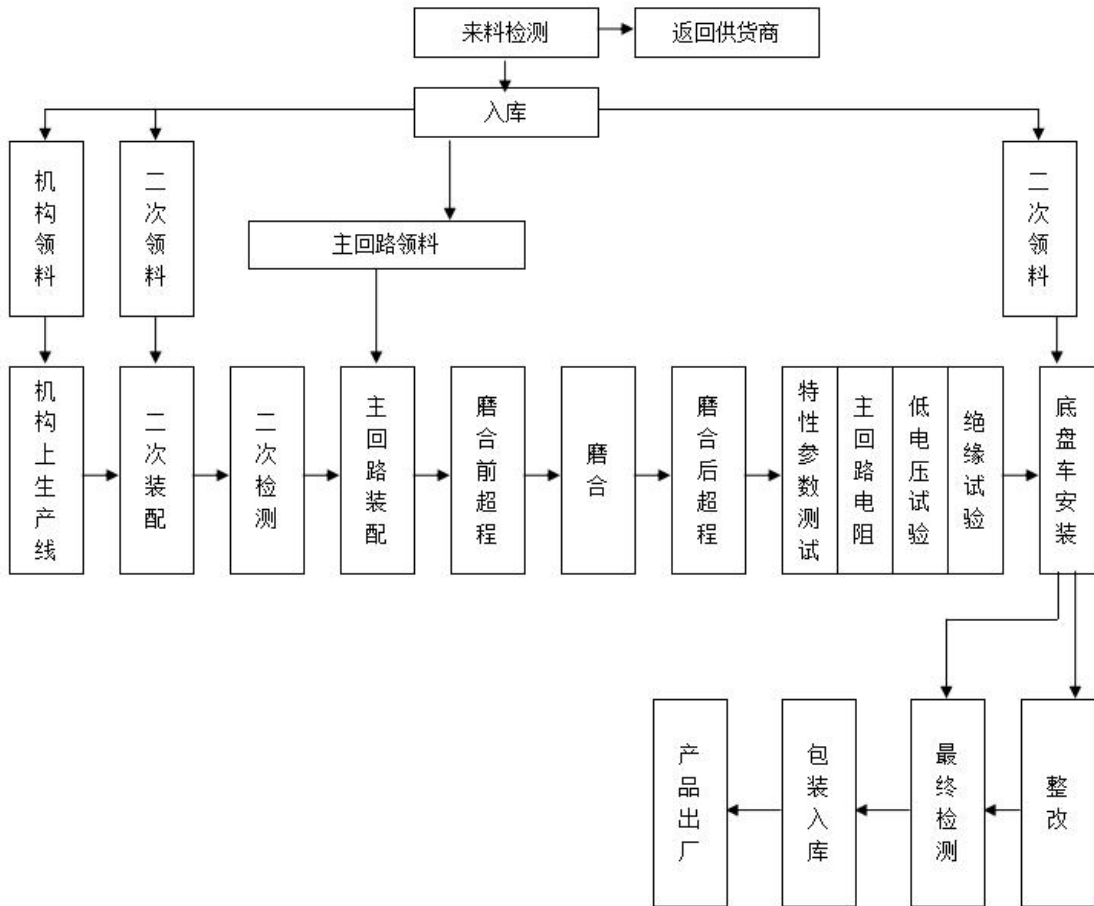 来料检测
返回供货商
入库
机构领料
二次领料
主回路领料
二次领料
机构上生产线
二次装配
二次检测
主回路装配
磨合前超程
磨合
磨合后超程
特性参数测试
主回路电阻
低电压试验
绝缘试验
底盘车安装
产品出厂
包装入库
最终检测
整改